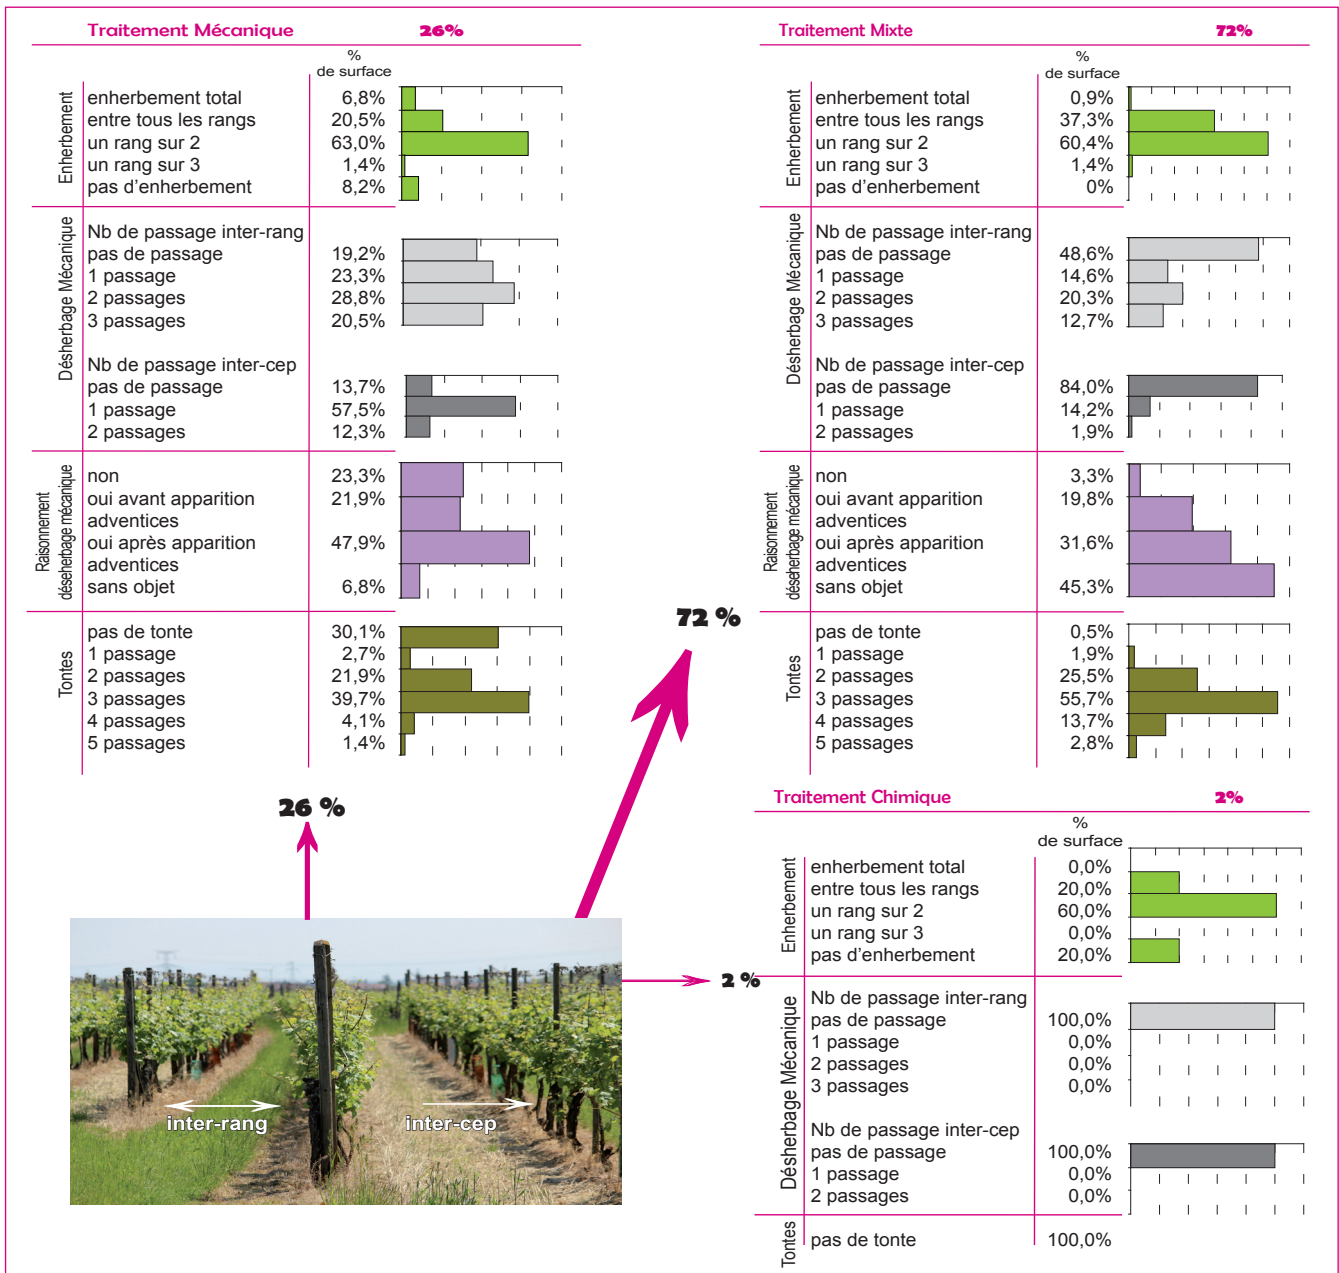 Traitement Mécanique 26%
%
de surface
Enherbement
enherbement total 6,8%
entre tous les rangs 20,5%
un rang sur 2 63,0%
un rang sur 3 1,4%
pas d'enherbement 8,2%
Désherbage Mécanique
Nb de passage inter-rang
pas de passage 19,2%
1 passage 23,3%
2 passages 28,8%
3 passages 20,5%
Nb de passage inter-cep
pas de passage 13,7%
1 passage 57,5%
2 passages 12,3%
Raisonnement
déseherbage mécanique
non 23,3%
oui avant apparition 21,9%
adventices
oui après apparition 47,9%
adventices
sans objet 6,8%
Tontes
pas de tonte 30,1%
1 passage 2,7%
2 passages 21,9%
3 passages 39,7%
4 passages 4,1%
5 passages 1,4%
Traitement Mixte 72%
%
de surface
Enherbement
enherbement total 0,9%
entre tous les rangs 37,3%
un rang sur 2 60,4%
un rang sur 3 1,4%
pas d'enherbement 0%
Désherbage Mécanique
Nb de passage inter-rang
pas de passage 48,6%
1 passage 14,6%
2 passages 20,3%
3 passages 12,7%
Nb de passage inter-cep
pas de passage 84,0%
1 passage 14,2%
2 passages 1,9%
Raisonnement
déseherbage mécanique
non 3,3%
oui avant apparition 19,8%
adventices
oui après apparition 31,6%
adventices
sans objet 45,3%
Tontes
pas de tonte 0,5%
1 passage 1,9%
2 passages 25,5%
3 passages 55,7%
4 passages 13,7%
5 passages 2,8%
72 %
26 %
2 %
inter-rang
inter-cep
Traitement Chimique 2%
%
de surface
Enherbement
enherbement total 0,0%
entre tous les rangs 20,0%
un rang sur 2 60,0%
un rang sur 3 0,0%
pas d'enherbement 20,0%
Désherbage Mécanique
Nb de passage inter-rang
pas de passage 100,0%
1 passage 0,0%
2 passages 0,0%
3 passages 0,0%
Nb de passage inter-cep
pas de passage 100,0%
1 passage 0,0%
2 passages 0,0%
Tontes
pas de tonte 100,0%